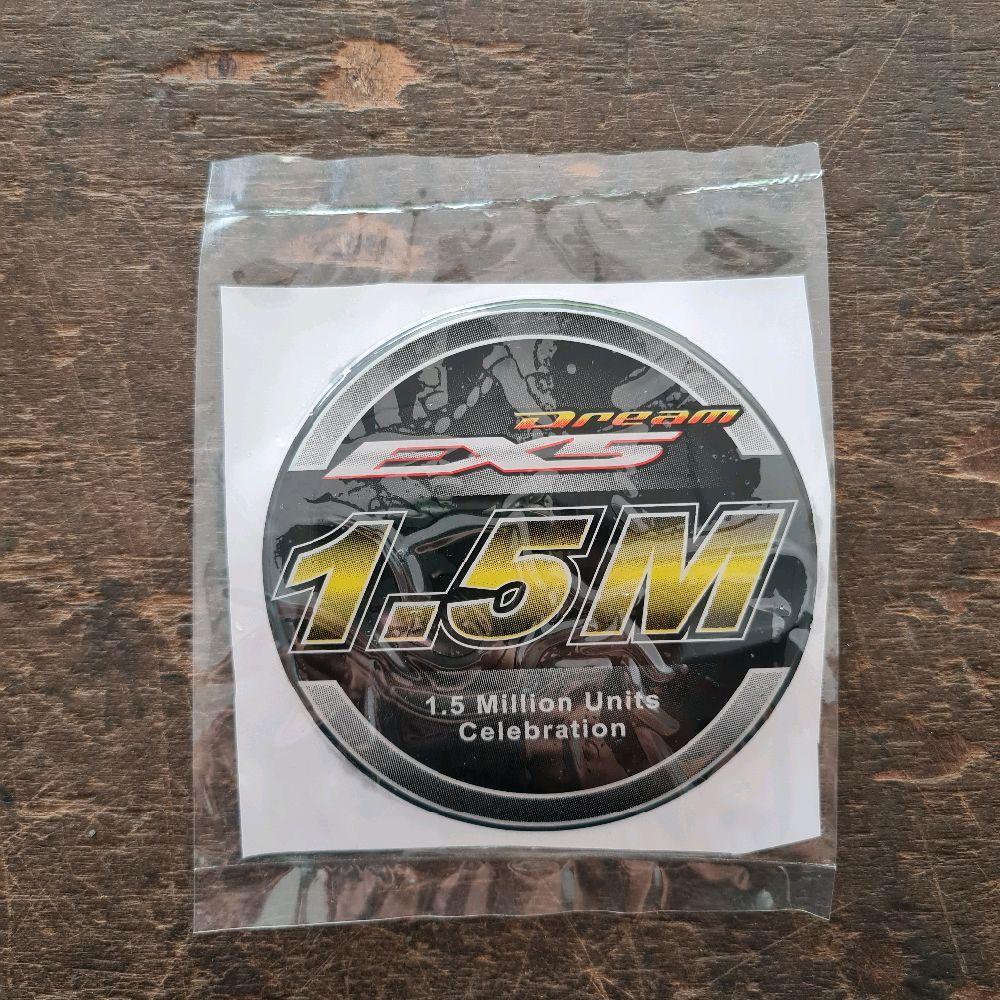 Dream
EX5
1.5M
1.5 Million Units
Celebration